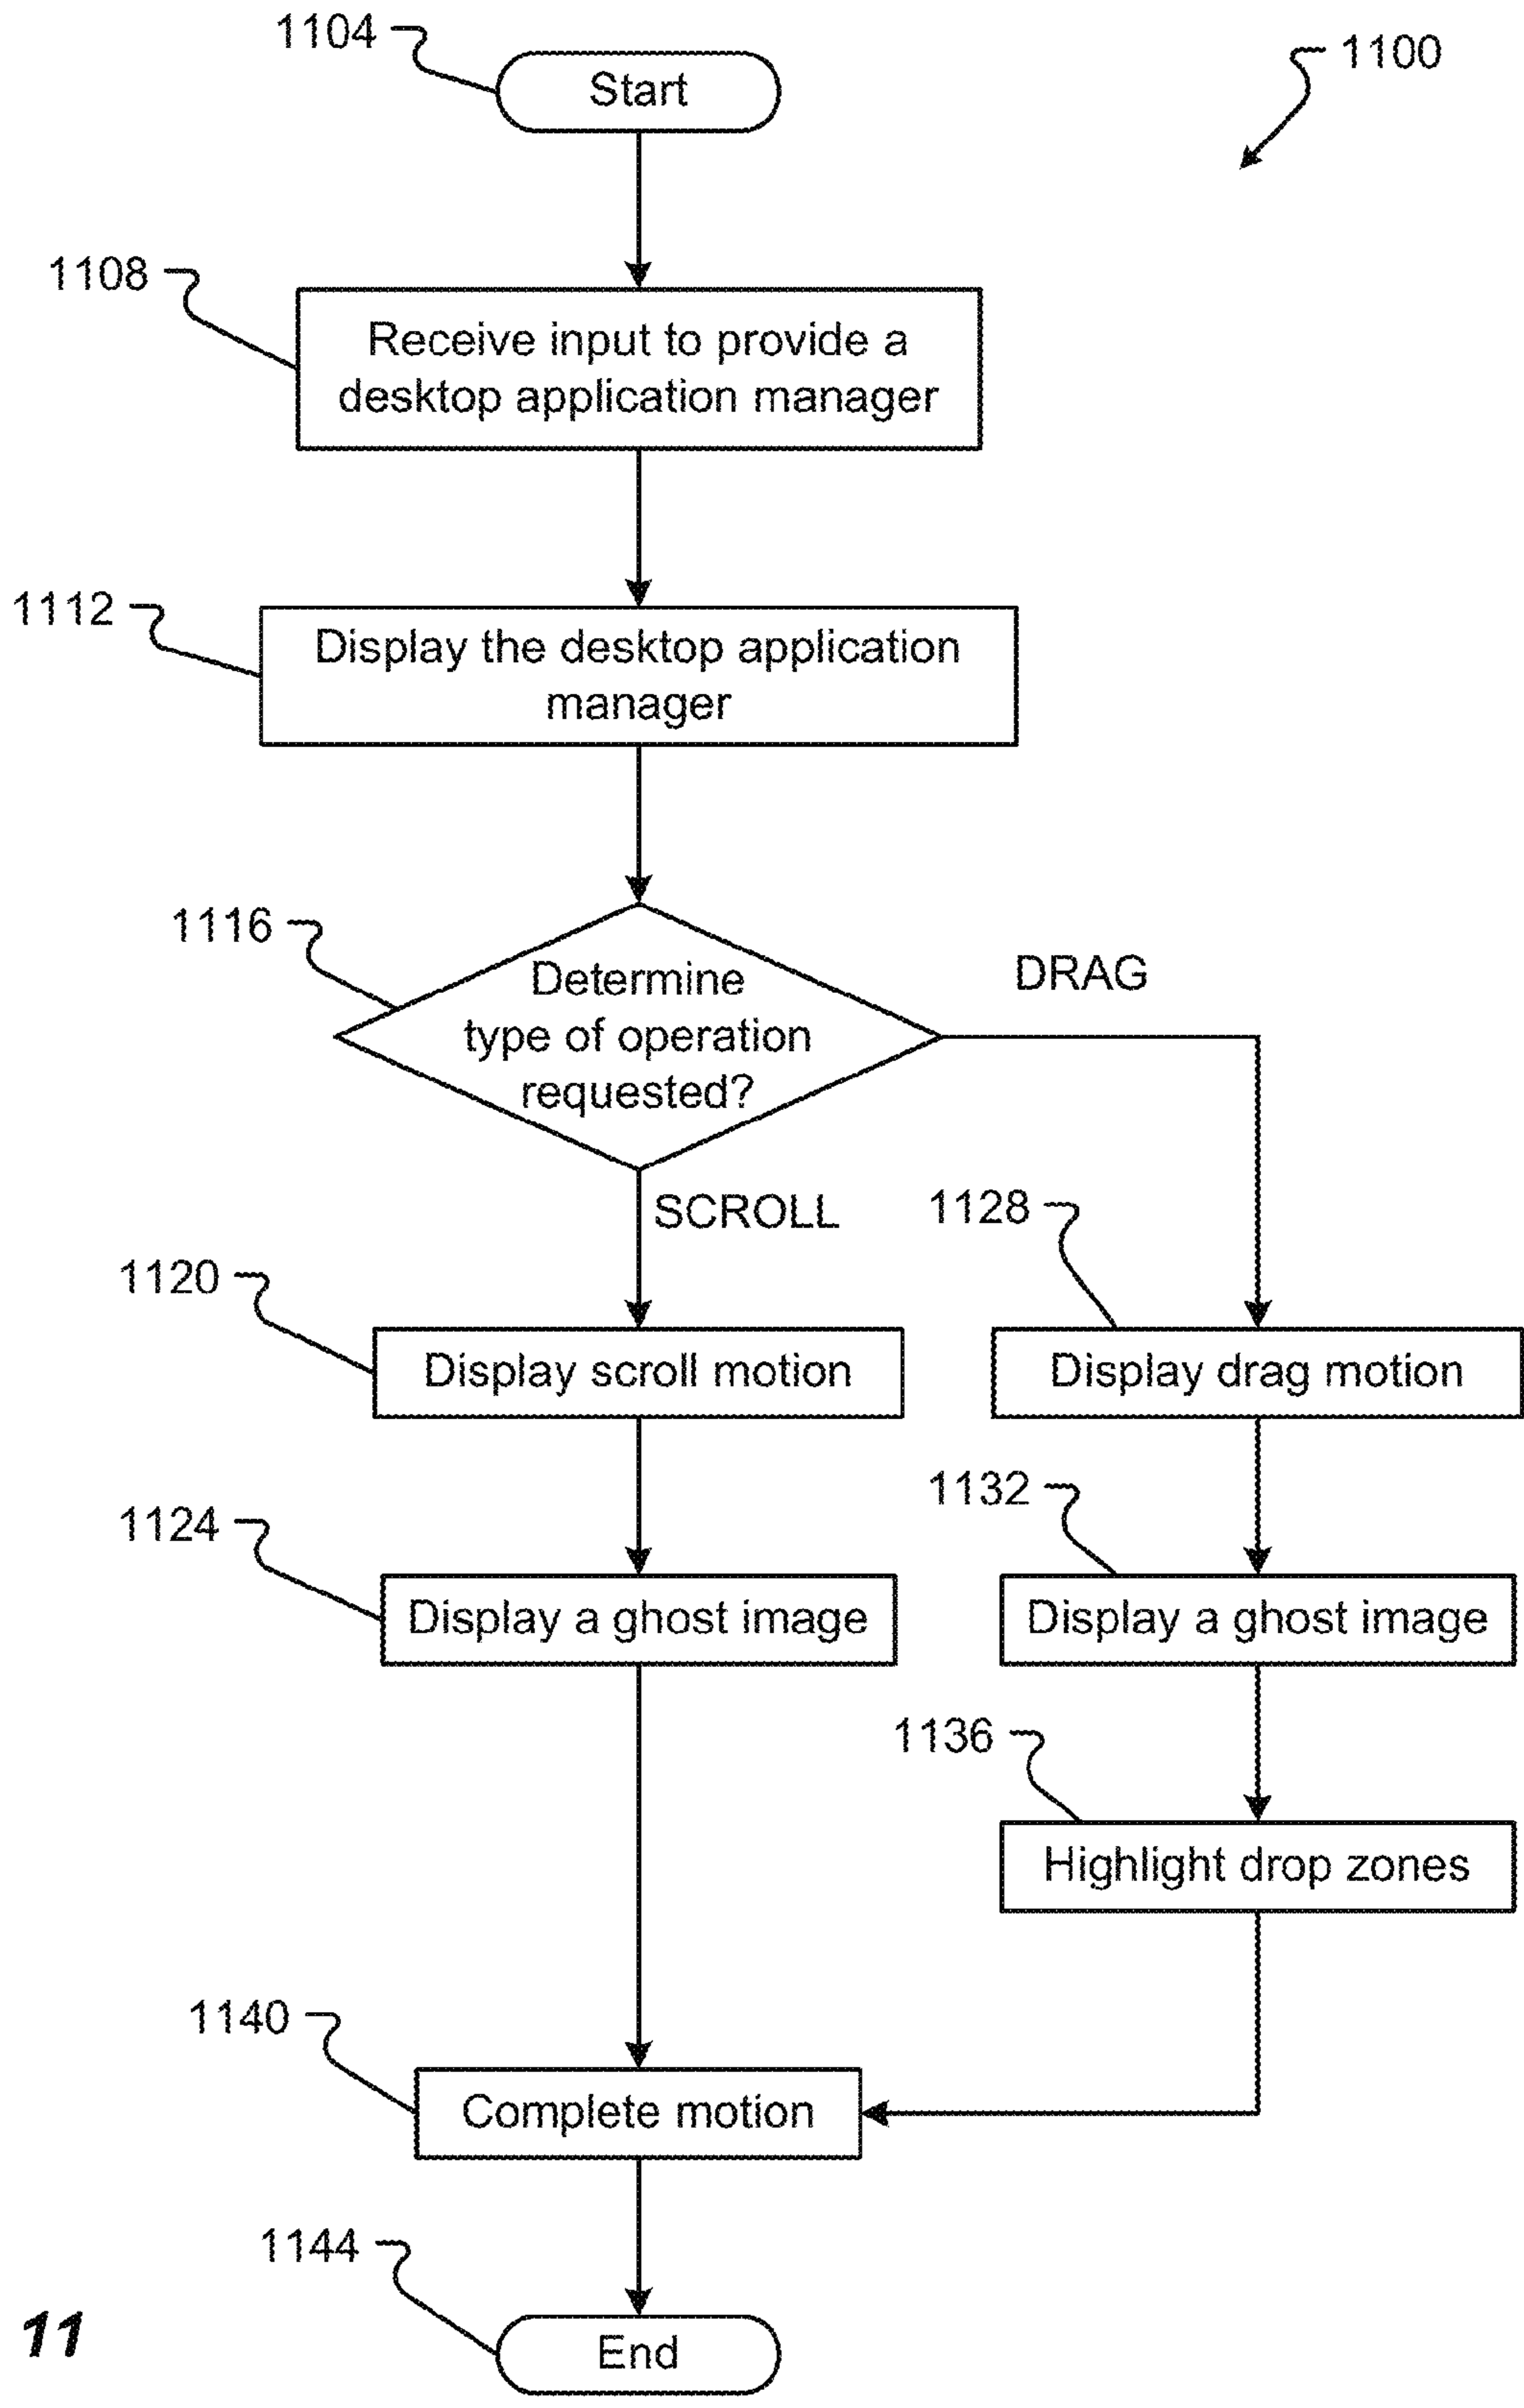 1104
Start
1100
1108
Receive input to provide a
desktop application manager
1112
Display the desktop application
manager
1116
Determine
type of operation
requested?
DRAG
SCROLL
1128
1120
Display scroll motion
Display drag motion
1132
1124
Display a ghost image
Display a ghost image
1136
Highlight drop zones
1140
Complete motion
1144
End
11